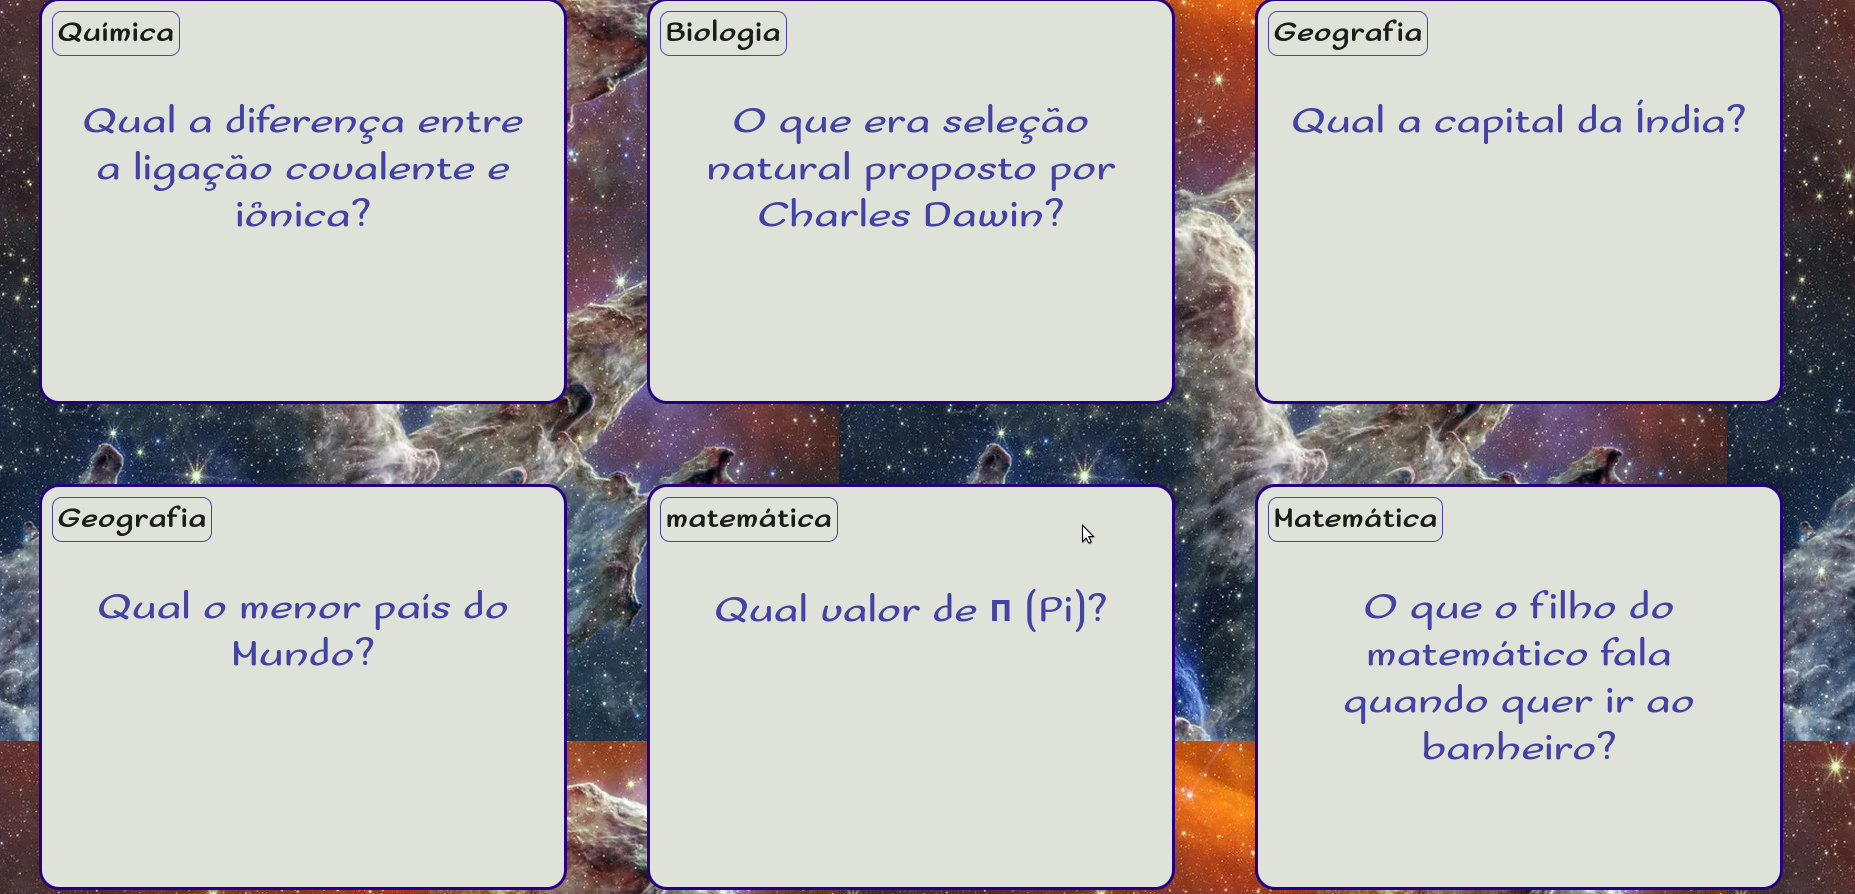 Química
Qual a diferença entre
a ligação covalente e
iônica?
Biologia
O que era seleção
natural proposto por
Charles Dawin?
Geografia
Qual a capital da Índia?
Geografia
Qual o menor país do
Mundo?
matemática
Qual valor de π (Pi)?
Matemática
O que o filho do
matemático fala
quando quer ir ao
banheiro?